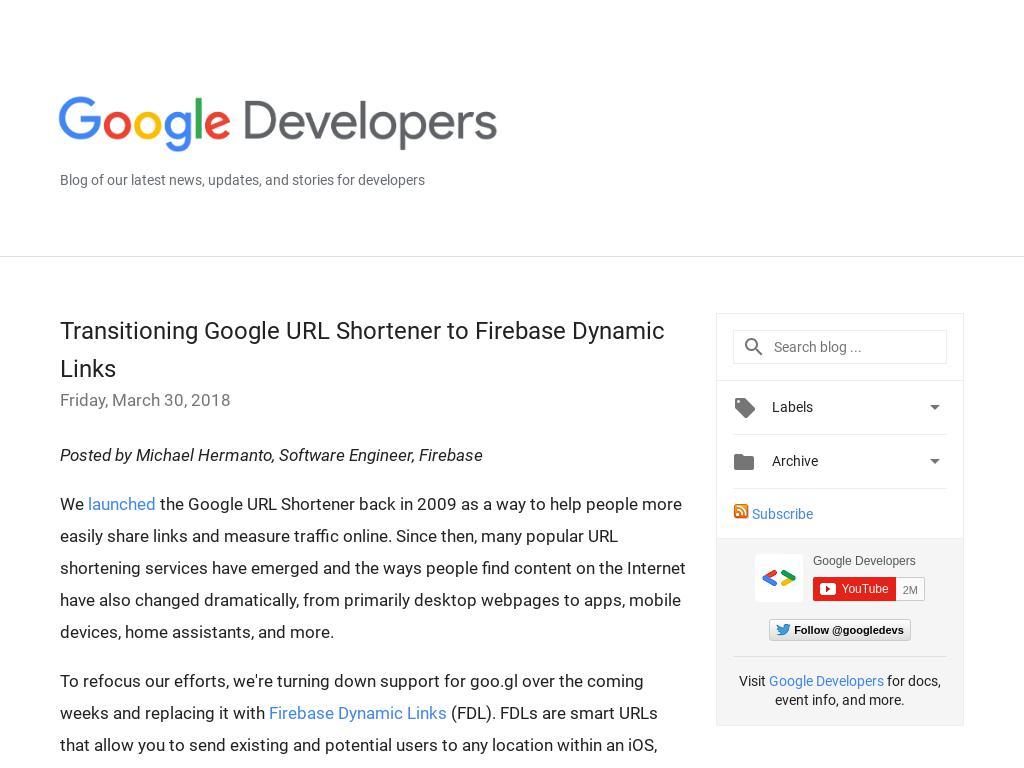 Google Developers
Blog of our latest news, updates, and stories for developers
Transitioning Google URL Shortener to Firebase Dynamic
Links
Friday, March 30, 2018
Posted by Michael Hermanto, Software Engineer, Firebase
We launched the Google URL Shortener back in 2009 as a way to help people more
easily share links and measure traffic online. Since then, many popular URL
shortening services have emerged and the ways people find content on the Internet
have also changed dramatically, from primarily desktop webpages to apps, mobile
devices, home assistants, and more.
To refocus our efforts, we're turning down support for goo.gl over the coming
weeks and replacing it with Firebase Dynamic Links (FDL). FDLs are smart URLs
that allow you to send existing and potential users to any location within an iOS,
Search blog ...
Labels
Archive
Subscribe
Google Developers
YouTube 2M
Follow @googledevs
Visit Google Developers for docs,
event info, and more.